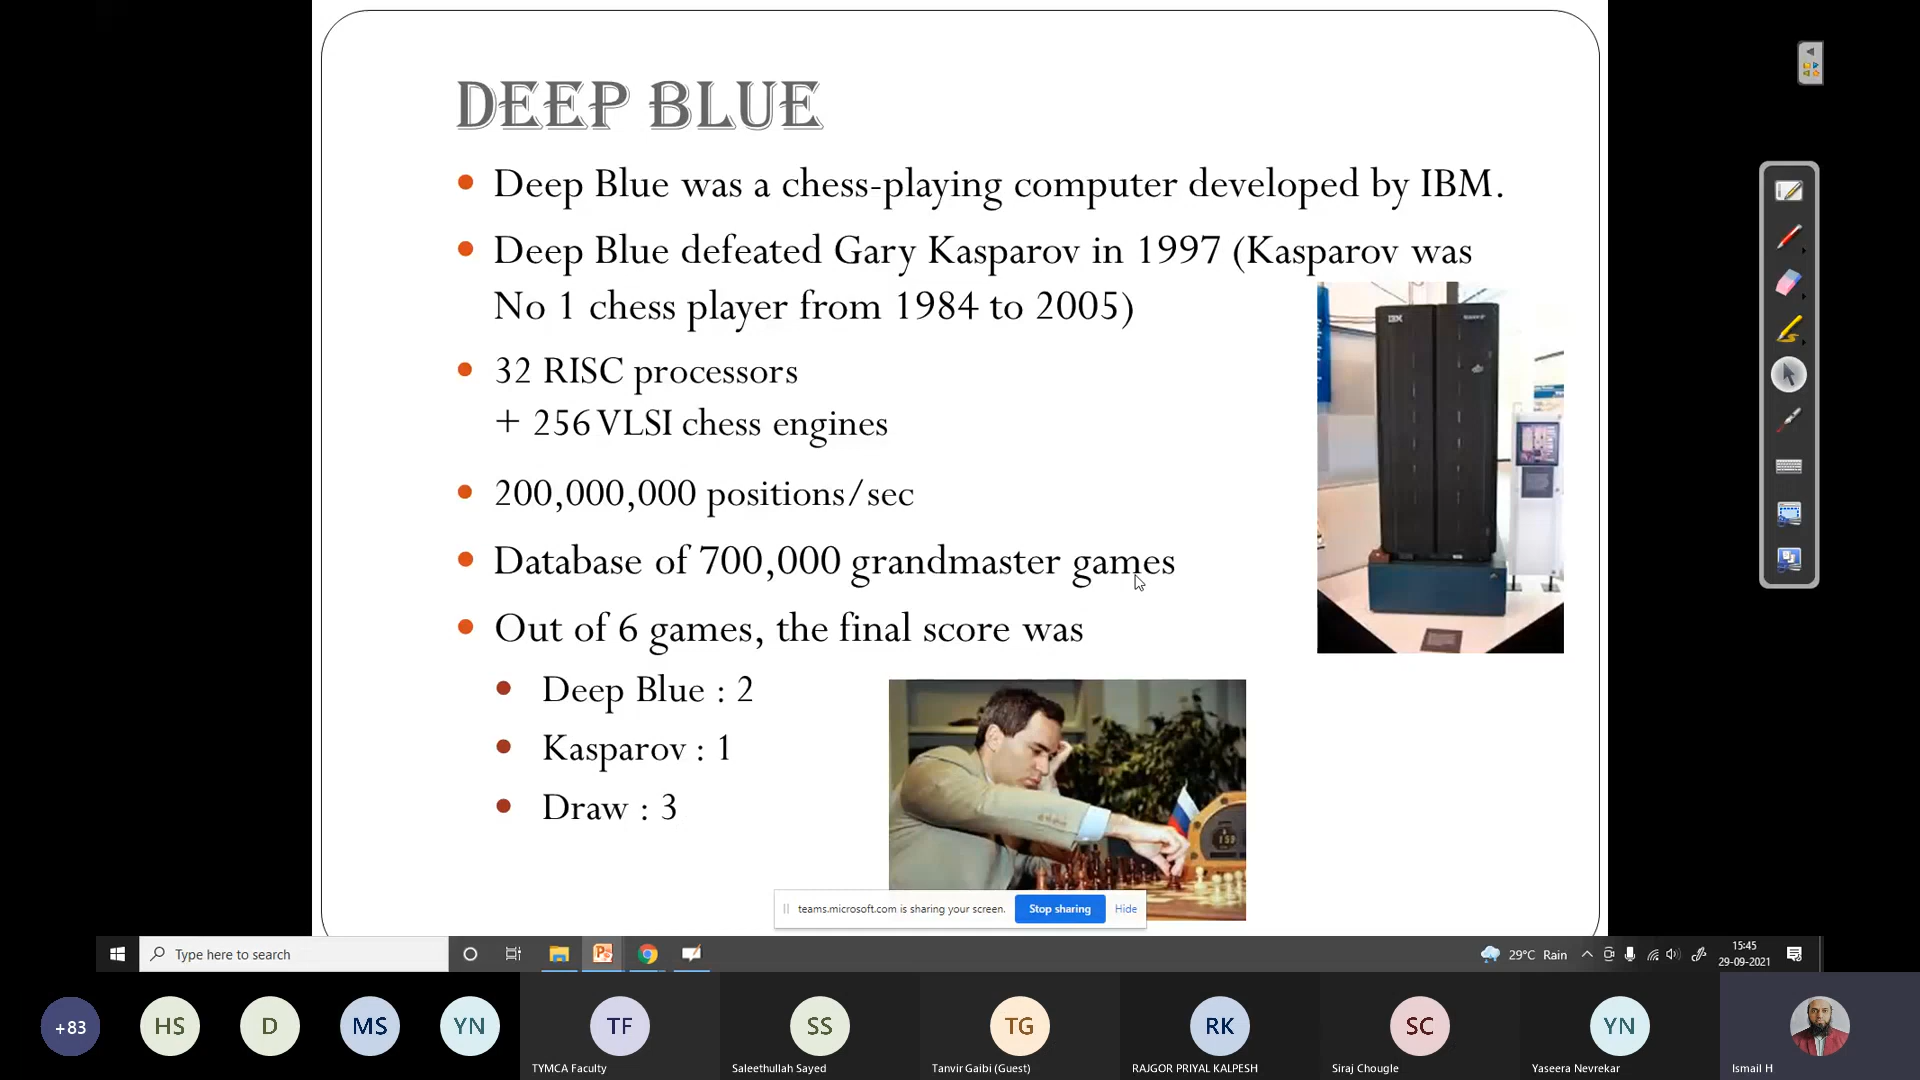 DEEP BLUE
Deep Blue was a chess-playing computer developed by IBM.
Deep Blue defeated Gary Kasparov in 1997 (Kasparov was
No 1 chess player from 1984 to 2005)
32 RISC processors
+ 256 VLSI chess engines
200,000,000 positions/sec
Database of 700,000 grandmaster games
Out of 6 games, the final score was
Deep Blue : 2
Kasparov : 1
Draw : 3
IBM
teams.microsoft.com is sharing your screen.
Stop sharing
Hide
Type here to search
29°C Rain
15:45
29-09-2021
+83
HS
D
MS
YN
TF
SS
TG
RK
SC
YN
TYMCA Faculty
Saleethullah Sayed
Tanvir Gaibi (Guest)
RAJGOR PRIYAL KALPESH
Siraj Chougle
Yaseera Nevrekar
Ismail H